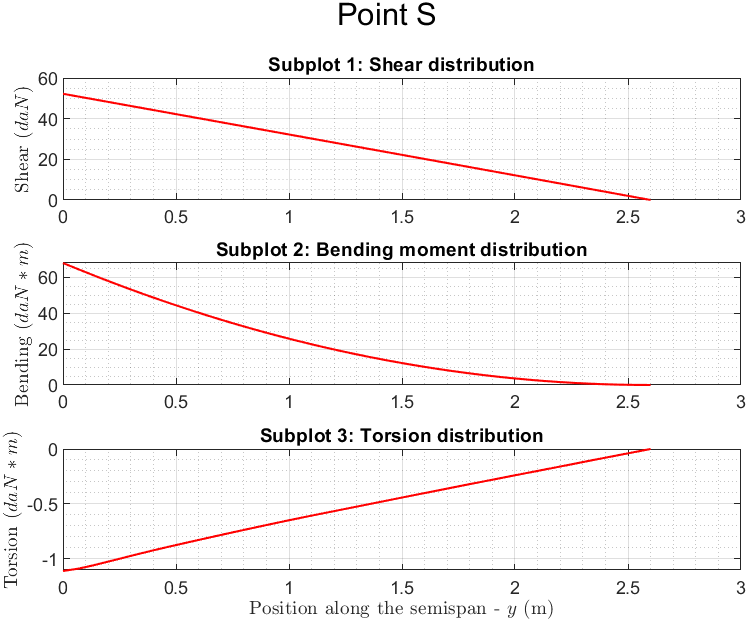 Point S
Subplot 1: Shear distribution
60
40
20
0
Shear (daN)
0 0.5 1 1.5 2 2.5 3
Subplot 2: Bending moment distribution
60
40
20
0
Bending (daN * m)
0 0.5 1 1.5 2 2.5 3
Subplot 3: Torsion distribution
0
-0.5
-1
Torsion (daN * m)
0 0.5 1 1.5 2 2.5 3
Position along the semispan - y (m)